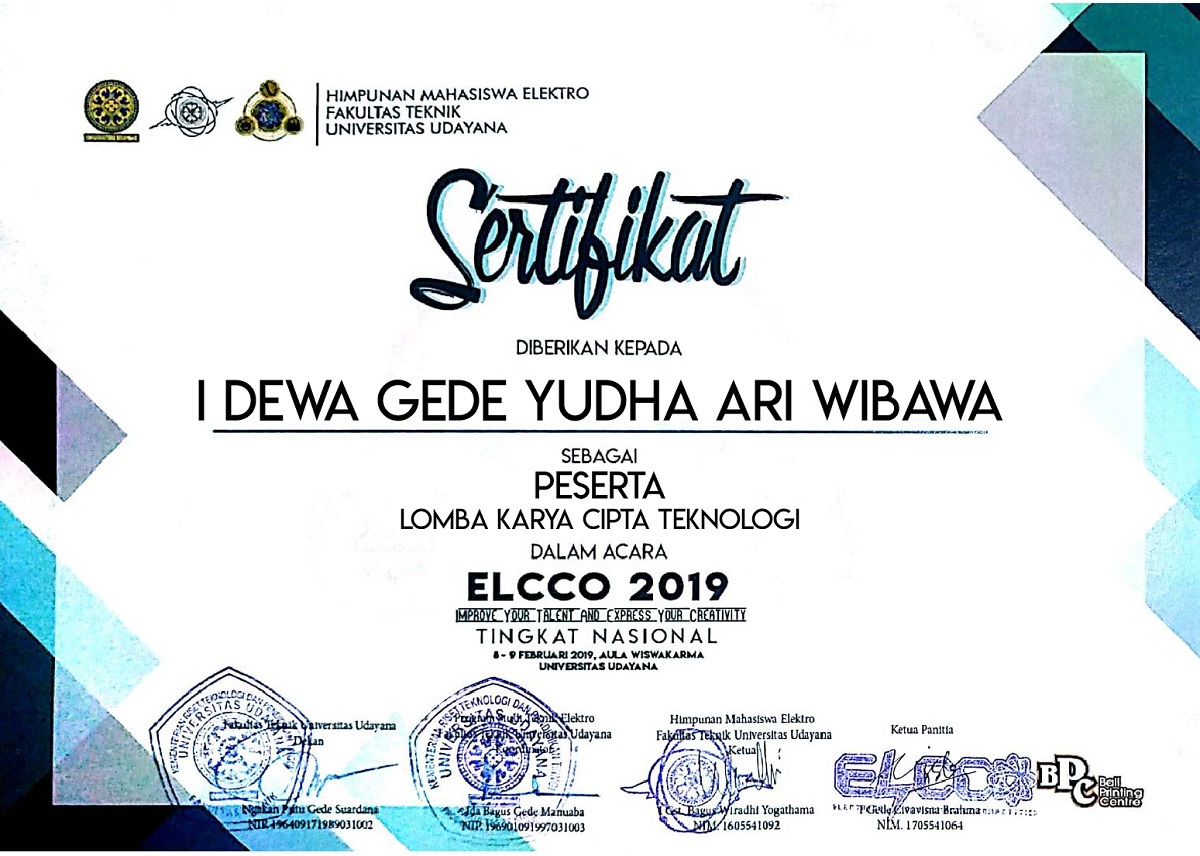 HIMPUNAN MAHASISWA ELEKTRO
FAKULTAS TEKNIK
UNIVERSITAS UDAYANA
Sertifikat
DIBERIKAN KEPADA
I DEWA GEDE YUDHA ARI WIBAWA
SEBAGAI
PESERTA
LOMBA KARYA CIPTA TEKNOLOGI
DALAM ACARA
ELCCO 2019
IMPROVE YOUR TALENT AND EXPRESS YOUR CREATIVITY
TINGKAT NASIONAL
8 - 9 FEBRUARI 2019, AULA WISWAKARMA
UNIVERSITAS UDAYANA
Fakultas Teknik Universitas Udayana
Dekan
Putu Gede Suardana
NIP. 196409171989031002
UNIVERSITAS UDAYANA
Program Studi Teknik Elektro
Fakultas Teknik Universitas Udayana
Ida Bagus Gede Manuaba
NIP. 196901091997031003
Himpunan Mahasiswa Elektro
Fakultas Teknik Universitas Udayana
Ketua
Bagus Wiradhi Yogathama
NIM. 1605541092
Ketua Panitia
ELCCO
Gede
Brahma
NIM. 1705541064
BPC
Bali
Printing
Centre